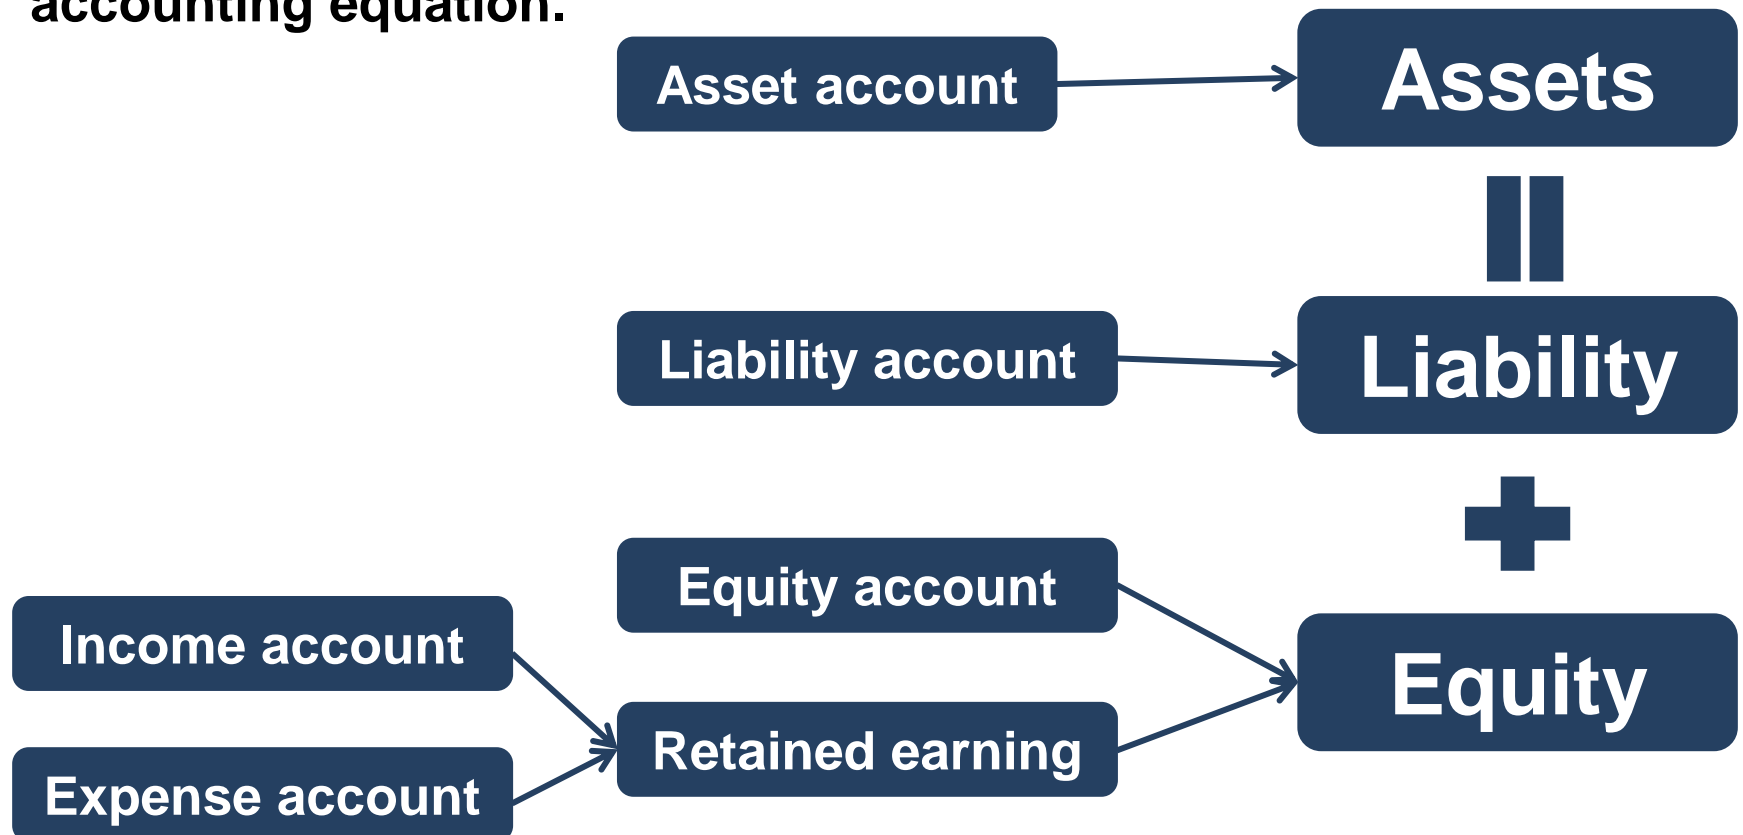 accounting equation.
Asset account
Assets
Liability account
Liability
Equity account
Income account
Equity
Retained earning
Expense account